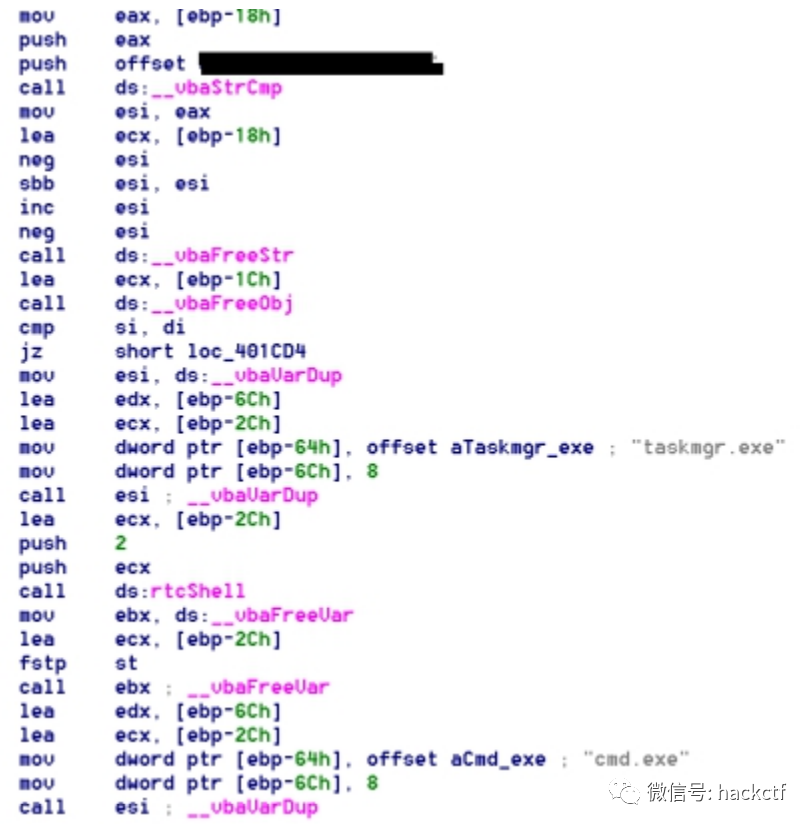 mov eax, [ebp-18h]
push eax
push offset
call ds:__vbaStrCmp
mov esi, eax
lea ecx, [ebp-18h]
neg esi
sbb esi, esi
inc esi
neg esi
call ds:__vbaFreeStr
lea ecx, [ebp-1Ch]
call ds:__vbaFreeObj
cmp si, di
jz short loc_401CD4
mov esi, ds:__vbaVarDup
lea edx, [ebp-6Ch]
lea ecx, [ebp-2Ch]
mov dword ptr [ebp-64h], offset aTaskmgr_exe ; "taskmgr.exe"
mov dword ptr [ebp-6Ch], 8
call esi ; __vbaVarDup
lea ecx, [ebp-2Ch]
push 2
push ecx
call ds:rtcShell
mov ebx, ds:__vbaFreeVar
lea ecx, [ebp-2Ch]
fstp st
call ebx ; __vbaFreeVar
lea edx, [ebp-6Ch]
lea ecx, [ebp-2Ch]
mov dword ptr [ebp-64h], offset aCmd_exe ; "cmd.exe"
mov dword ptr [ebp-6Ch], 8
call esi ; __vbaVarDup
微信号: hackctf